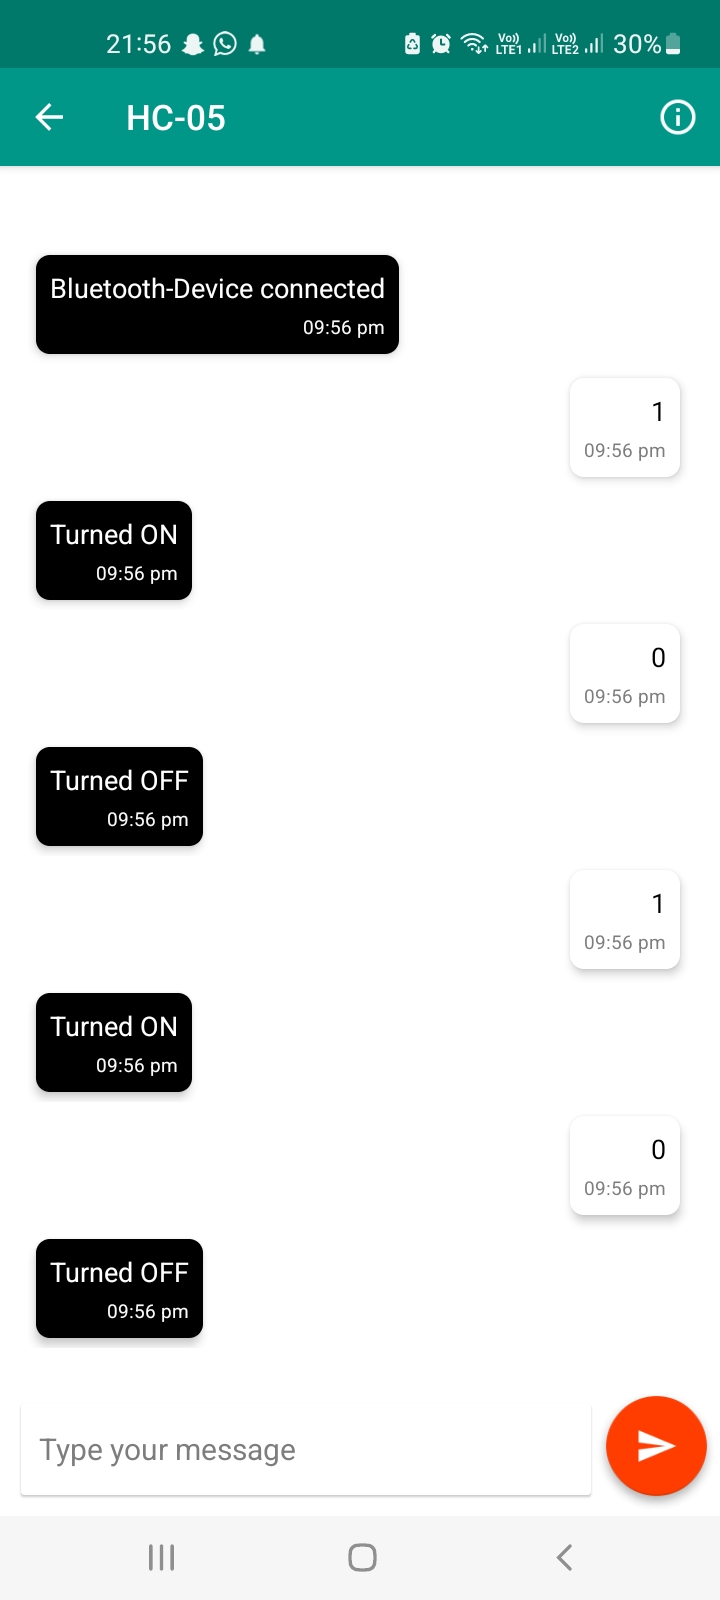 21:56 Vo)) LTE1 Vo)) LTE2 30%
HC-05
Bluetooth-Device connected
09:56 pm
1
09:56 pm
Turned ON
09:56 pm
0
09:56 pm
Turned OFF
09:56 pm
1
09:56 pm
Turned ON
09:56 pm
0
09:56 pm
Turned OFF
09:56 pm
Type your message